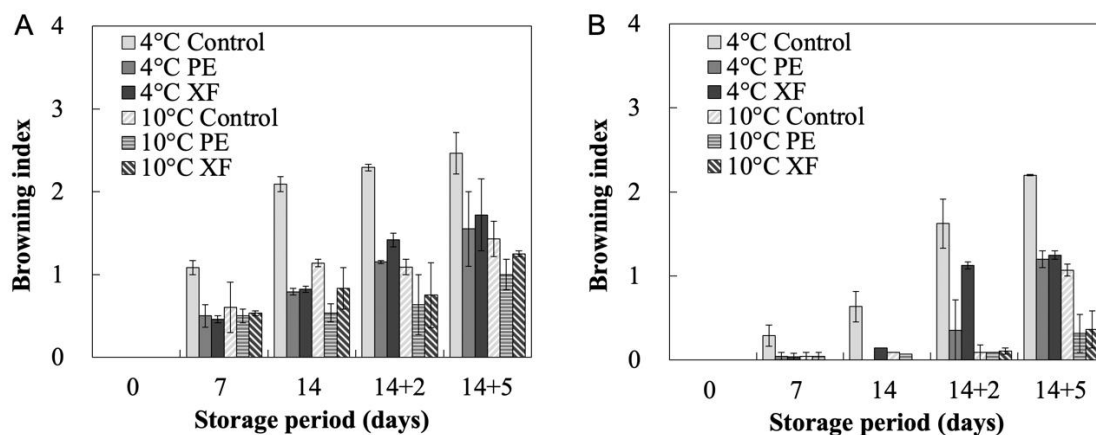 A
4
3
2
1
0
Browning index
4°C Control
4°C PE
4°C XF
10°C Control
10°C PE
10°C XF
0 7 14 14+2 14+5
Storage period (days)
B
4
3
2
1
0
Browning index
4°C Control
4°C PE
4°C XF
10°C Control
10°C PE
10°C XF
0 7 14 14+2 14+5
Storage period (days)